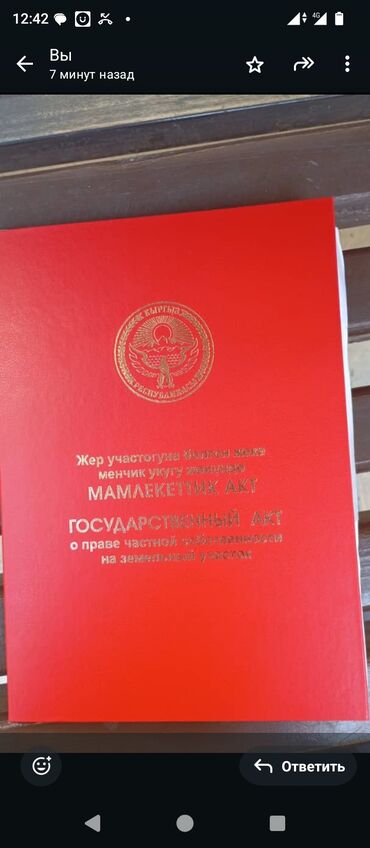 12:42
4G
Вы
7 минут назад
КЫРГЫЗ
РЕСПУБЛИКАСЫ
Жер участогуна болгон жеке
менчик укугу жөнүндө
МАМЛЕКЕТТИК АКТ
ГОСУДАРСТВЕННЫЙ АКТ
о праве частной собственности
на земельный участок
Ответить